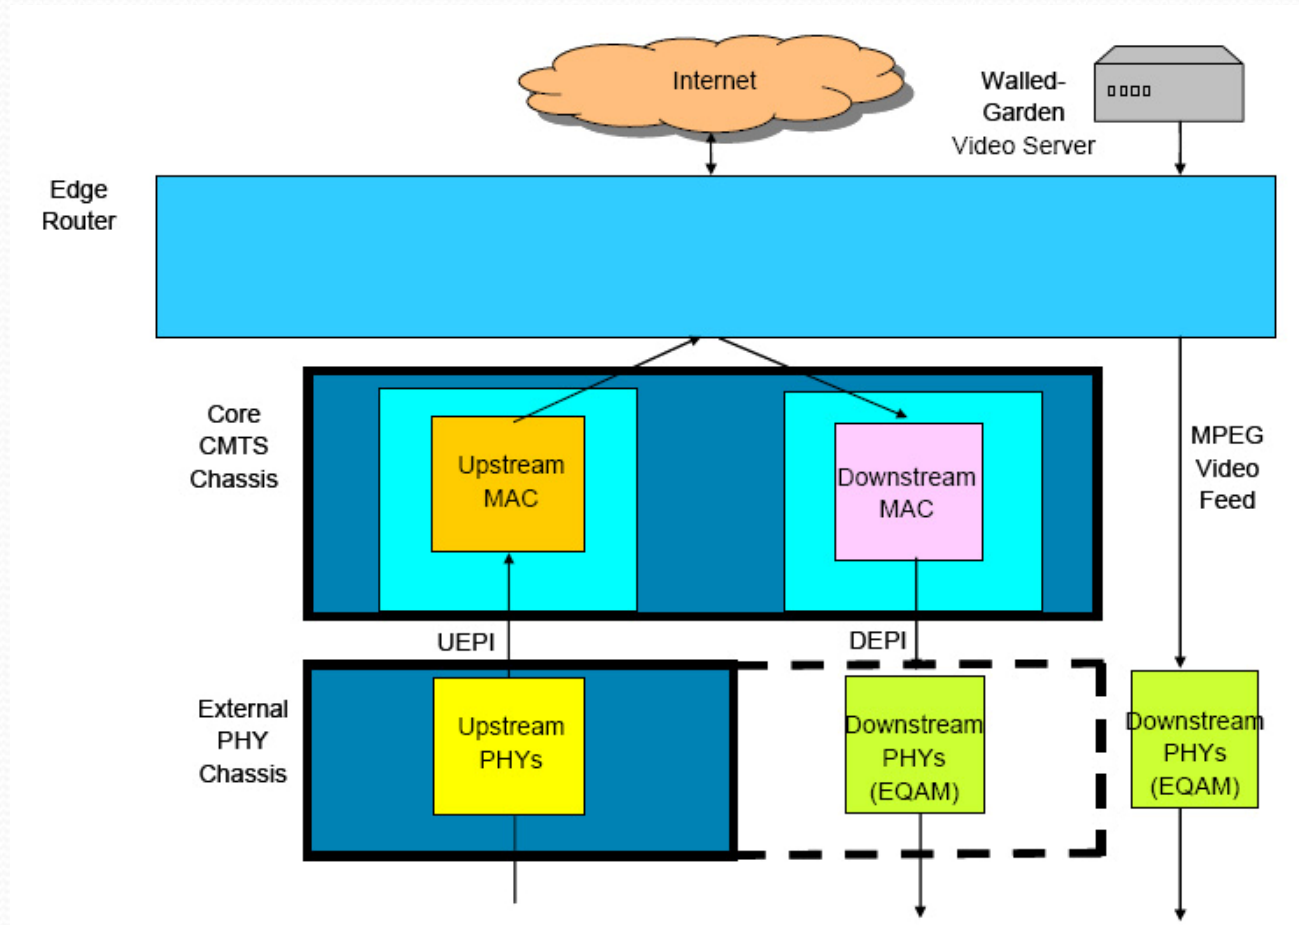 Internet
Walled-
Garden
Video Server
Edge
Router
Core
CMTS
Chassis
Upstream
MAC
Downstream
MAC
MPEG
Video
Feed
UEPI
DEPI
External
PHY
Chassis
Upstream
PHYs
Downstream
PHYs
(EQAM)
Downstream
PHYs
(EQAM)